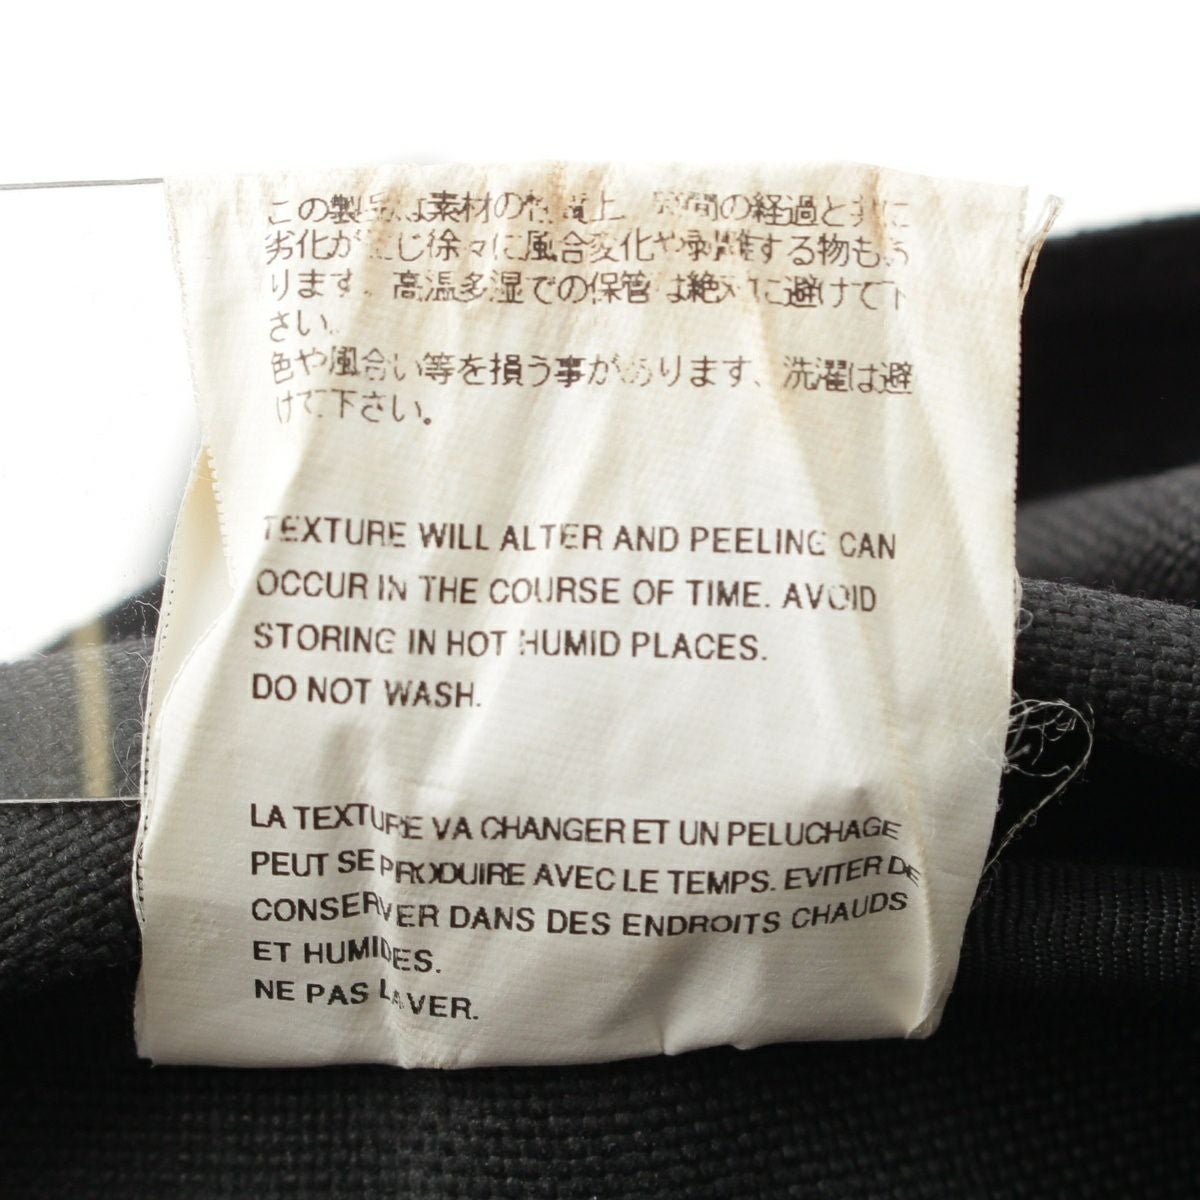 この製品は素材の性質上、時間の経過と共に
劣化が生じ徐々に風合変化や剥離する物もあ
ります。高温多湿での保管は絶対に避けて下
さい。
色や風合い等を損う事があります、洗濯は避
けて下さい。
TEXTURE WILL ALTER AND PEELING CAN
OCCUR IN THE COURSE OF TIME. AVOID
STORING IN HOT HUMID PLACES.
DO NOT WASH.
LA TEXTURE VA CHANGER ET UN PELUCHAGE
PEUT SE PRODUIRE AVEC LE TEMPS. EVITER DE
CONSERVER DANS DES ENDROITS CHAUDS
ET HUMIDES.
NE PAS LAVER.